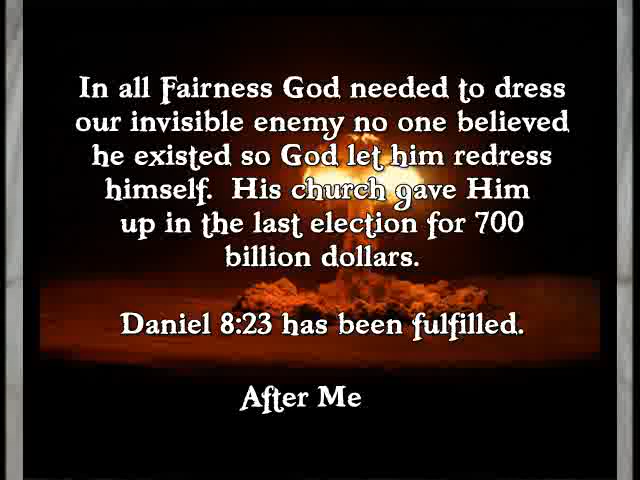 In all Fairness God needed to dress
our invisible enemy no one believed
he existed so God let him redress
himself. His church gave Him
up in the last election for 700
billion dollars.
Daniel 8:23 has been fulfilled.
After Me